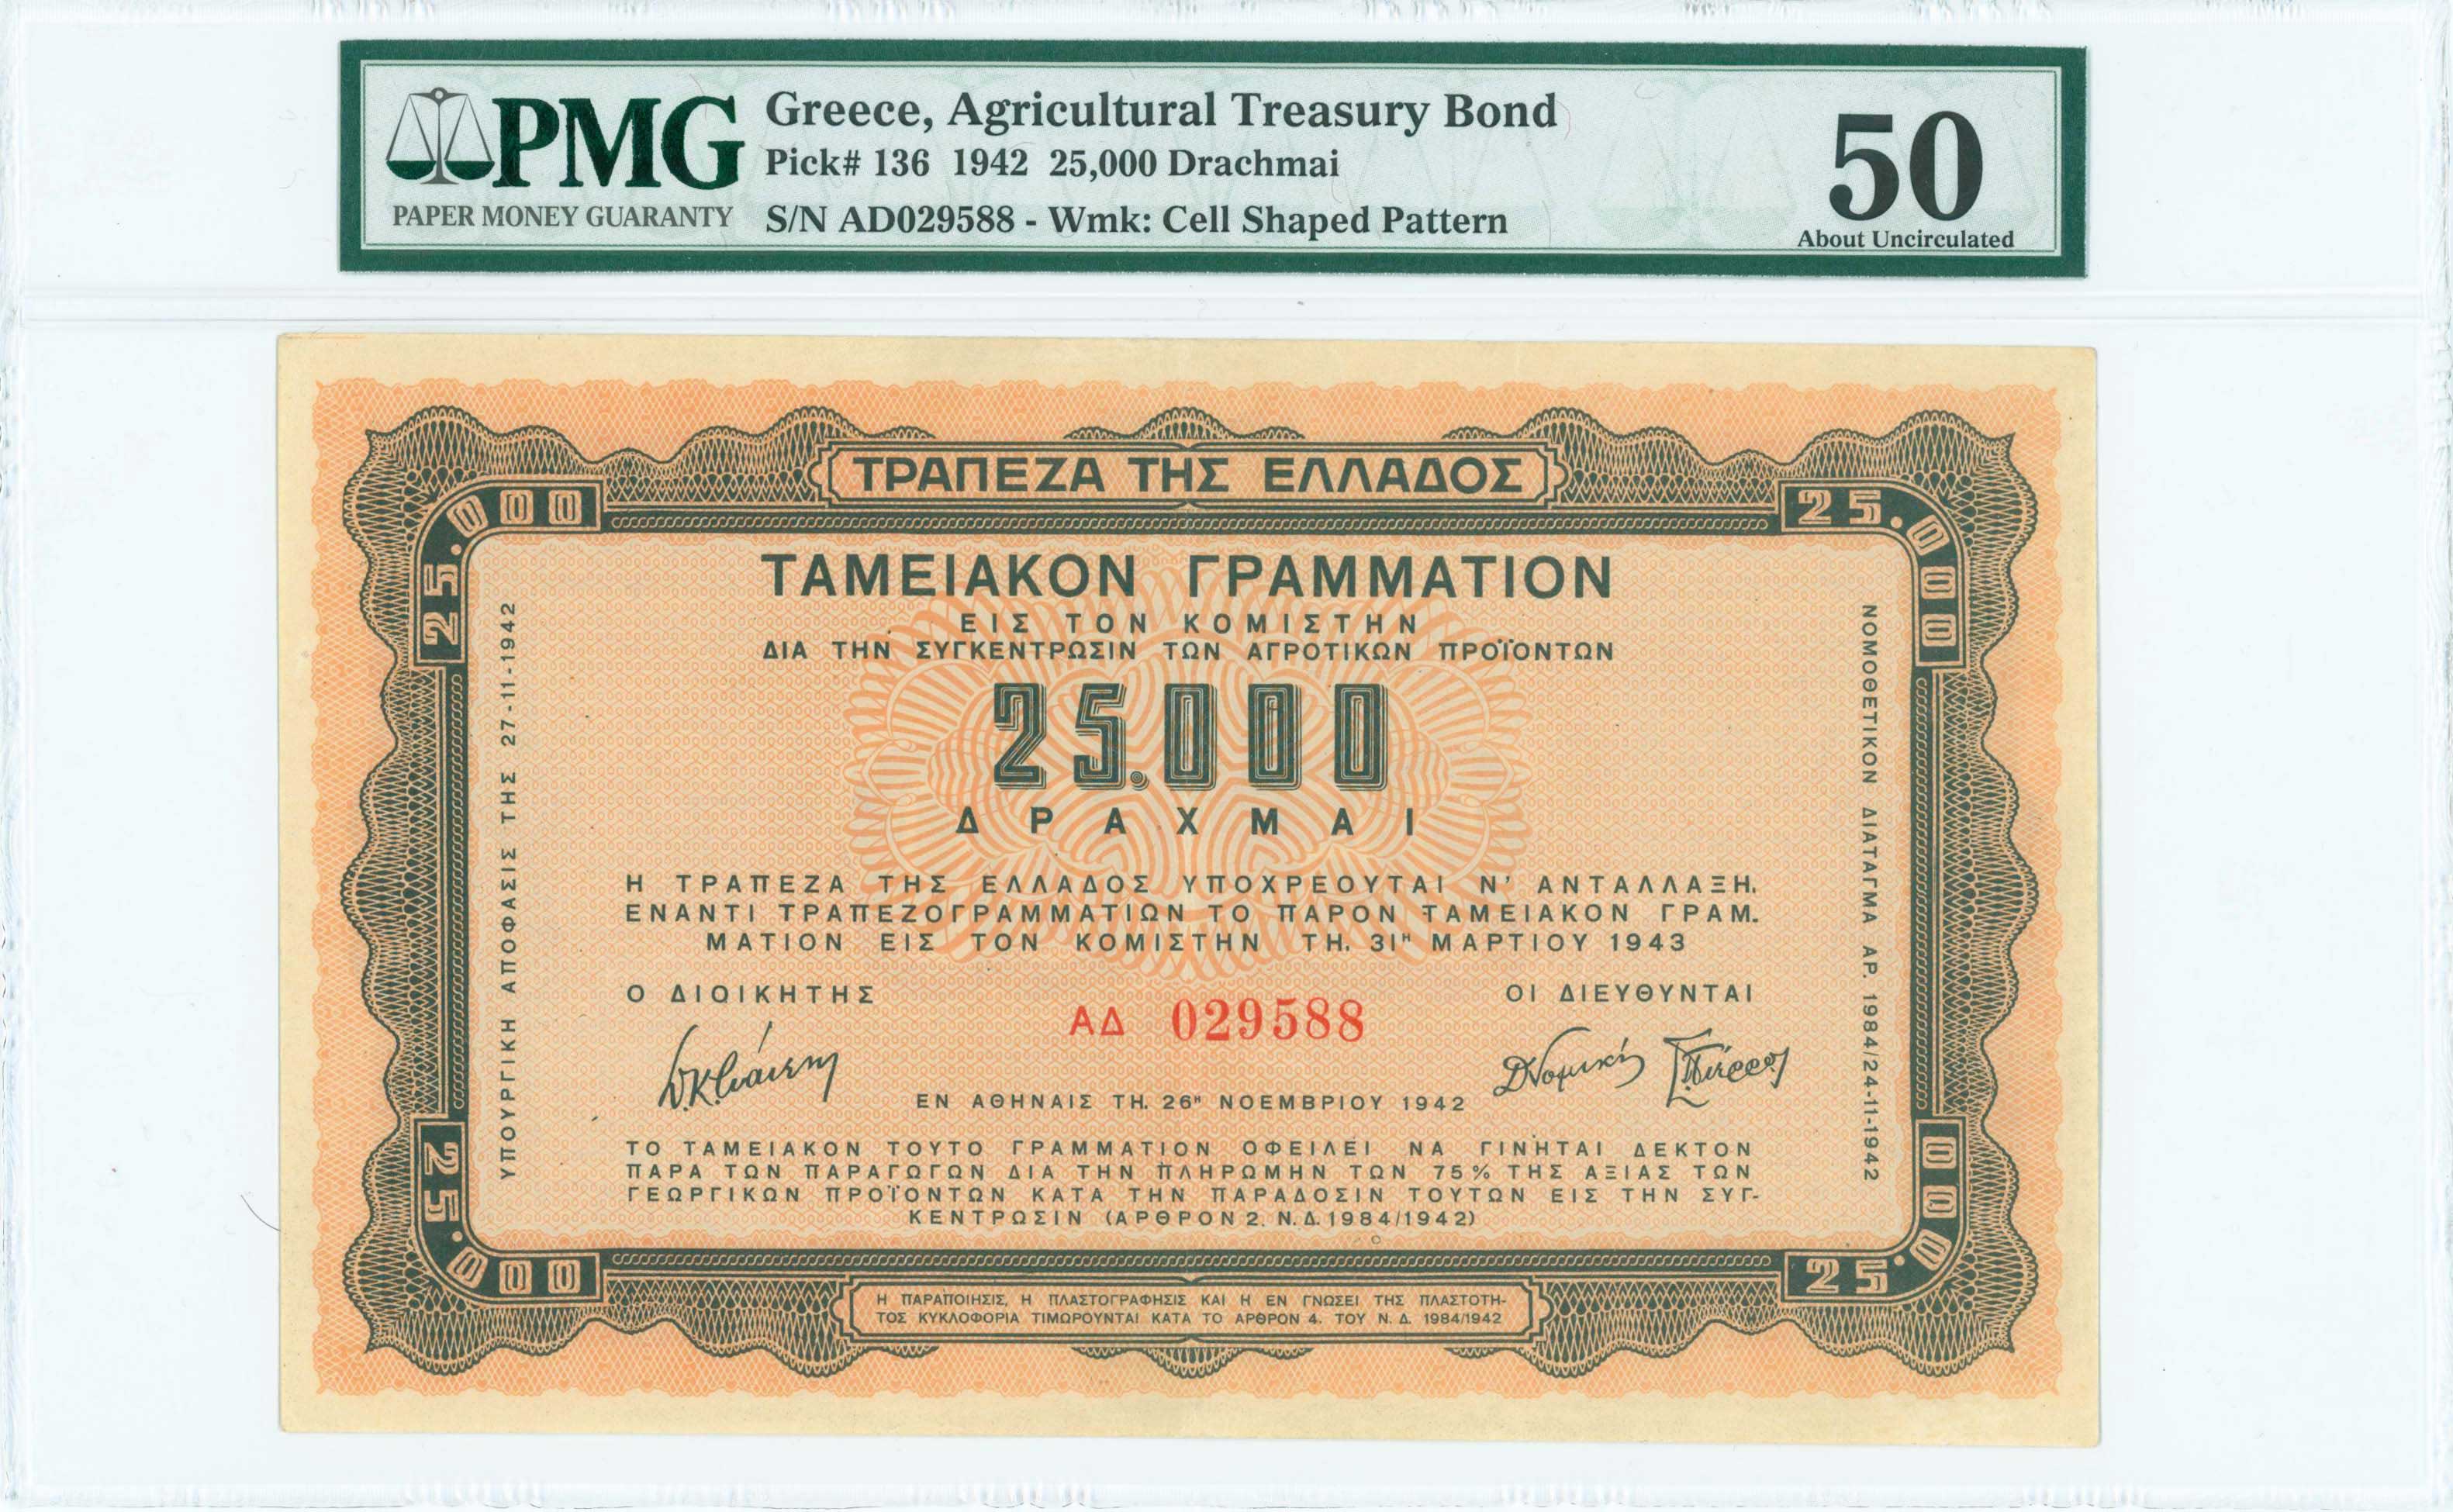 PMG
PAPER MONEY GUARANTY
Greece, Agricultural Treasury Bond
Pick# 136 1942 25,000 Drachmai
S/N AD029588 - Wmk: Cell Shaped Pattern
50
About Uncirculated
ΤΡΑΠΕΖΑ ΤΗΣ ΕΛΛΑΔΟΣ
25.000
25.000
ΤΑΜΕΙΑΚΟΝ ΓΡΑΜΜΑΤΙΟΝ
ΕΙΣ ΤΟΝ ΚΟΜΙΣΤΗΝ
ΔΙΑ ΤΗΝ ΣΥΓΚΕΝΤΡΩΣΙΝ ΤΩΝ ΑΓΡΟΤΙΚΩΝ ΠΡΟΪΟΝΤΩΝ
25.000
ΔΡΑΧΜΑΙ
ΥΠΟΥΡΓΙΚΗ ΑΠΟΦΑΣΙΣ ΤΗΣ 27-11-1942
ΝΟΜΟΘΕΤΙΚΟΝ ΔΙΑΤΑΓΜΑ ΑΡ. 1984/24-11-1942
Η ΤΡΑΠΕΖΑ ΤΗΣ ΕΛΛΑΔΟΣ ΥΠΟΧΡΕΟΥΤΑΙ Ν' ΑΝΤΑΛΛΑΞΗ.
ΕΝΑΝΤΙ ΤΡΑΠΕΖΟΓΡΑΜΜΑΤΙΩΝ ΤΟ ΠΑΡΟΝ ΤΑΜΕΙΑΚΟΝ ΓΡΑΜ.
ΜΑΤΙΟΝ ΕΙΣ ΤΟΝ ΚΟΜΙΣΤΗΝ ΤΗ. 31ᴴ ΜΑΡΤΙΟΥ 1943
Ο ΔΙΟΙΚΗΤΗΣ
ΟΙ ΔΙΕΥΘΥΝΤΑΙ
ΑΔ 029588
ΕΝ ΑΘΗΝΑΙΣ ΤΗ. 26ᴴ ΝΟΕΜΒΡΙΟΥ 1942
ΤΟ ΤΑΜΕΙΑΚΟΝ ΤΟΥΤΟ ΓΡΑΜΜΑΤΙΟΝ ΟΦΕΙΛΕΙ ΝΑ ΓΙΝΗΤΑΙ ΔΕΚΤΟΝ
ΠΑΡΑ ΤΩΝ ΠΑΡΑΓΩΓΩΝ ΔΙΑ ΤΗΝ ΠΛΗΡΩΜΗΝ ΤΩΝ 75% ΤΗΣ ΑΞΙΑΣ ΤΩΝ
ΓΕΩΡΓΙΚΩΝ ΠΡΟΪΟΝΤΩΝ ΚΑΤΑ ΤΗΝ ΠΑΡΑΔΟΣΙΝ ΤΟΥΤΩΝ ΕΙΣ ΤΗΝ ΣΥΓ-
ΚΕΝΤΡΩΣΙΝ (ΑΡΘΡΟΝ 2. Ν.Δ. 1984/1942)
25.000
25.000
Η ΠΑΡΑΠΟΙΗΣΙΣ, Η ΠΛΑΣΤΟΓΡΑΦΗΣΙΣ ΚΑΙ Η ΕΝ ΓΝΩΣΕΙ ΤΗΣ ΠΛΑΣΤΟΤΗ-
ΤΟΣ ΚΥΚΛΟΦΟΡΙΑ ΤΙΜΩΡΟΥΝΤΑΙ ΚΑΤΑ ΤΟ ΑΡΘΡΟΝ 4. ΤΟΥ Ν. Δ. 1984/1942